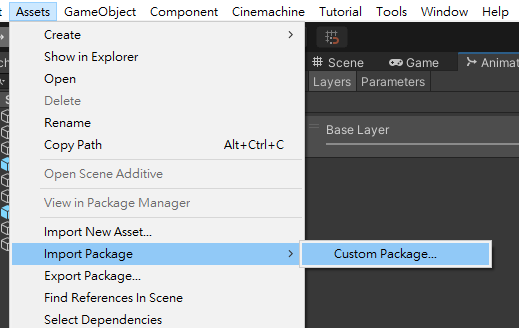 t Assets GameObject Component Cinemachine Tutorial Tools Window Help
Create
Show in Explorer
Open
Delete
Rename
Copy Path Alt+Ctrl+C
Open Scene Additive
View in Package Manager
Import New Asset...
Import Package
Custom Package...
Export Package...
Find References In Scene
Select Dependencies
Scene Game Animat
Layers Parameters
Base Layer